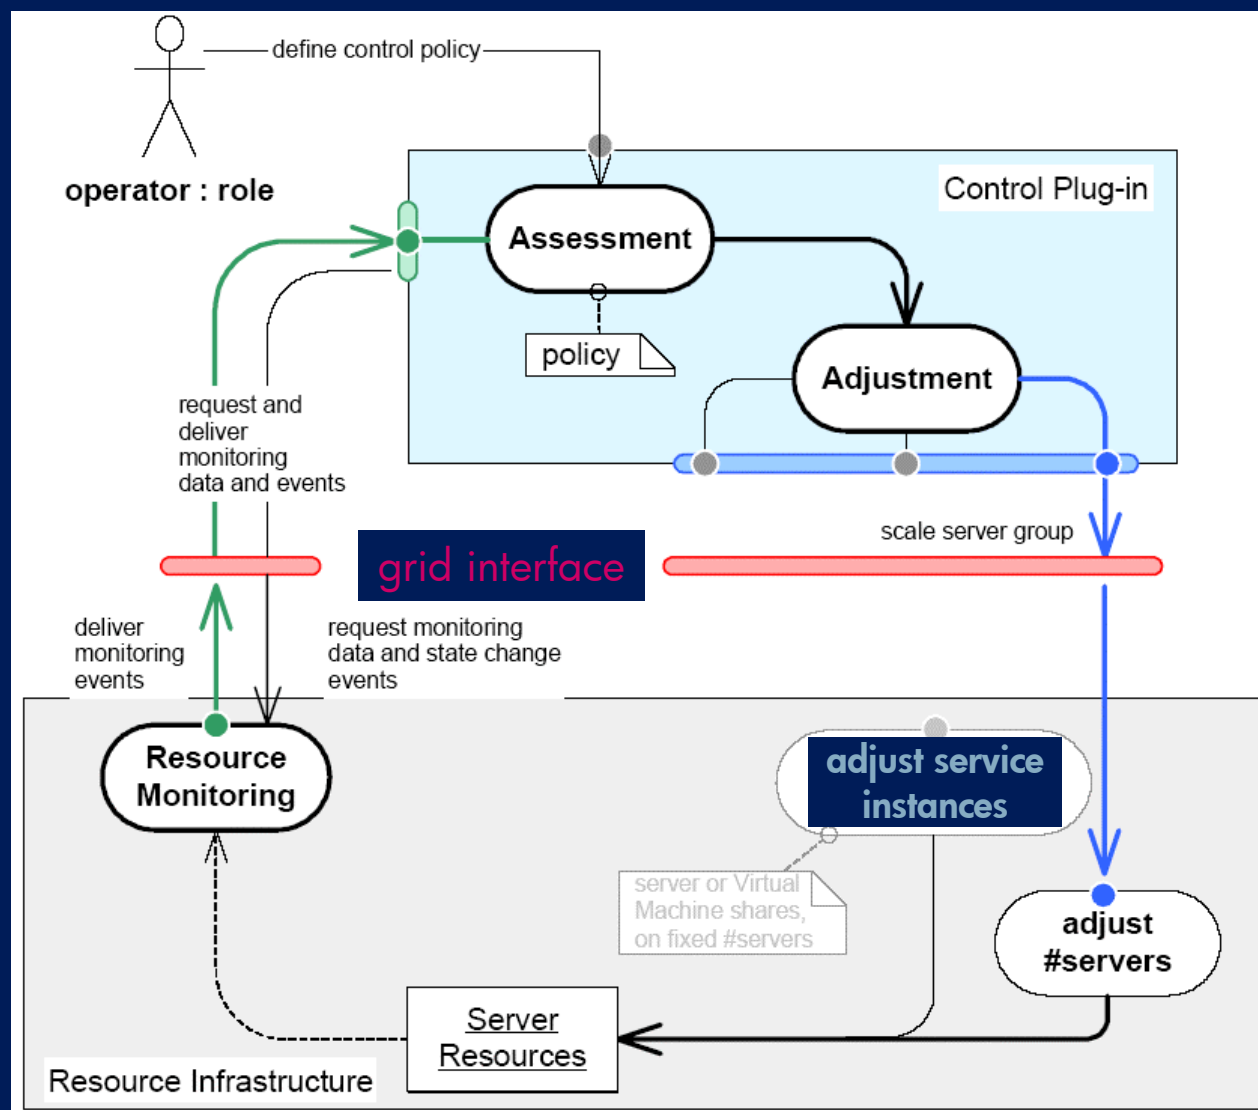 define control policy
operator : role
Control Plug-in
Assessment
policy
Adjustment
request and
deliver
monitoring
data and events
scale server group
grid interface
deliver
monitoring
events
request monitoring
data and state change
events
Resource
Monitoring
adjust service
instances
server or Virtual
Machine shares,
on fixed #servers
adjust
#servers
Server
Resources
Resource Infrastructure